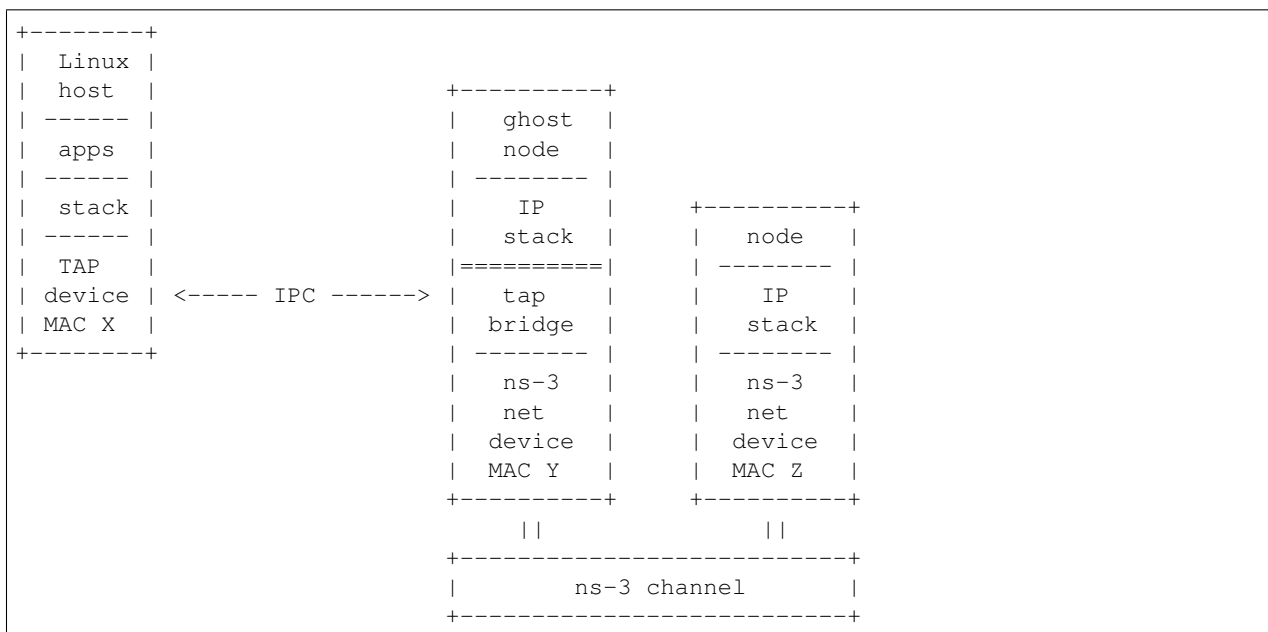 +--------+
|  Linux |
|  host  |                    +----------+
| ------ |                    |   ghost  |
|  apps  |                    |   node   |
| ------ |                    | -------- |
|  stack |                    |    IP    |     +----------+
| ------ |                    |   stack  |     |   node   |
|  TAP   |                    |==========|     | -------- |
| device | <----- IPC ------> |   tap    |     |    IP    |
| MAC X  |                    |  bridge  |     |   stack  |
+--------+                    | -------- |     | -------- |
                              |   ns-3   |     |   ns-3   |
                              |   net    |     |   net    |
                              |  device  |     |  device  |
                              |  MAC Y   |     |  MAC Z   |
                              +----------+     +----------+
                                   ||               ||
                              +---------------------------+
                              |        ns-3 channel       |
                              +---------------------------+